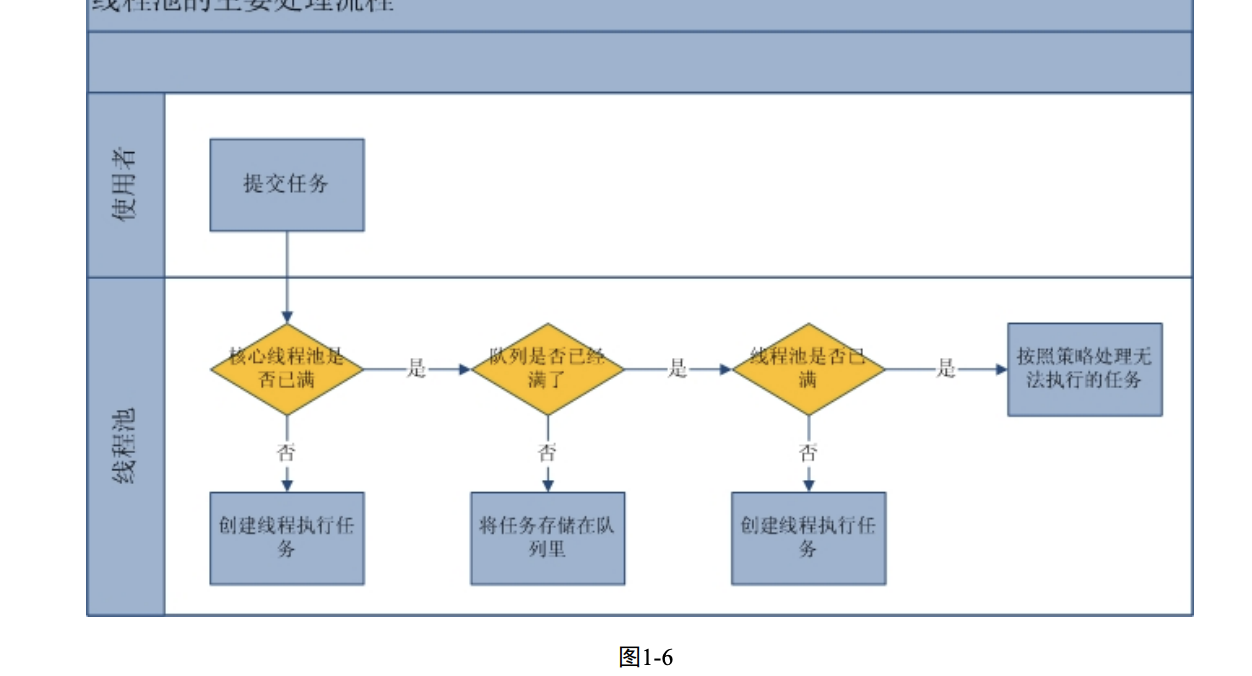 线程池的主要处理流程
使用者
提交任务
线程池
核心线程池是
否已满
是
队列是否已经
满了
是
线程池是否已
满
是
按照策略处理无
法执行的任务
否
否
否
创建线程执行任
务
将任务存储在队
列里
创建线程执行任
务
图1-6